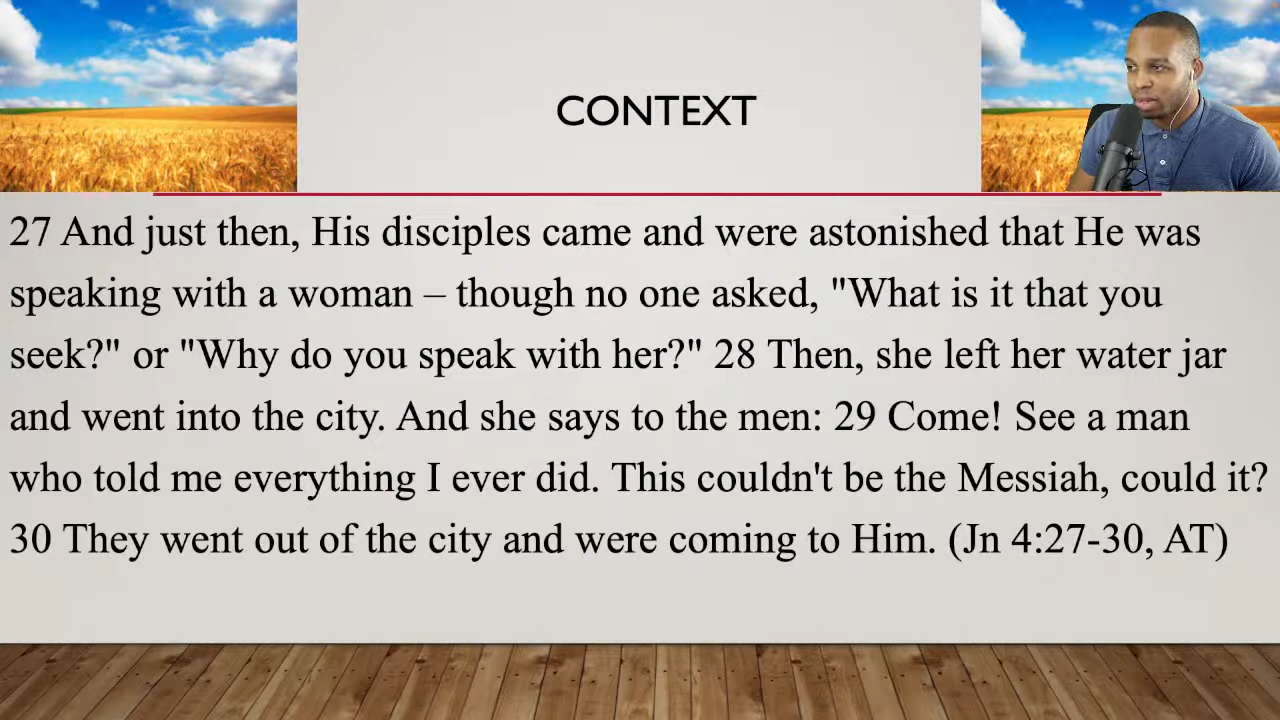 CONTEXT
27 And just then, His disciples came and were astonished that He was
speaking with a woman – though no one asked, "What is it that you
seek?" or "Why do you speak with her?" 28 Then, she left her water jar
and went into the city. And she says to the men: 29 Come! See a man
who told me everything I ever did. This couldn't be the Messiah, could it?
30 They went out of the city and were coming to Him. (Jn 4:27-30, AT)